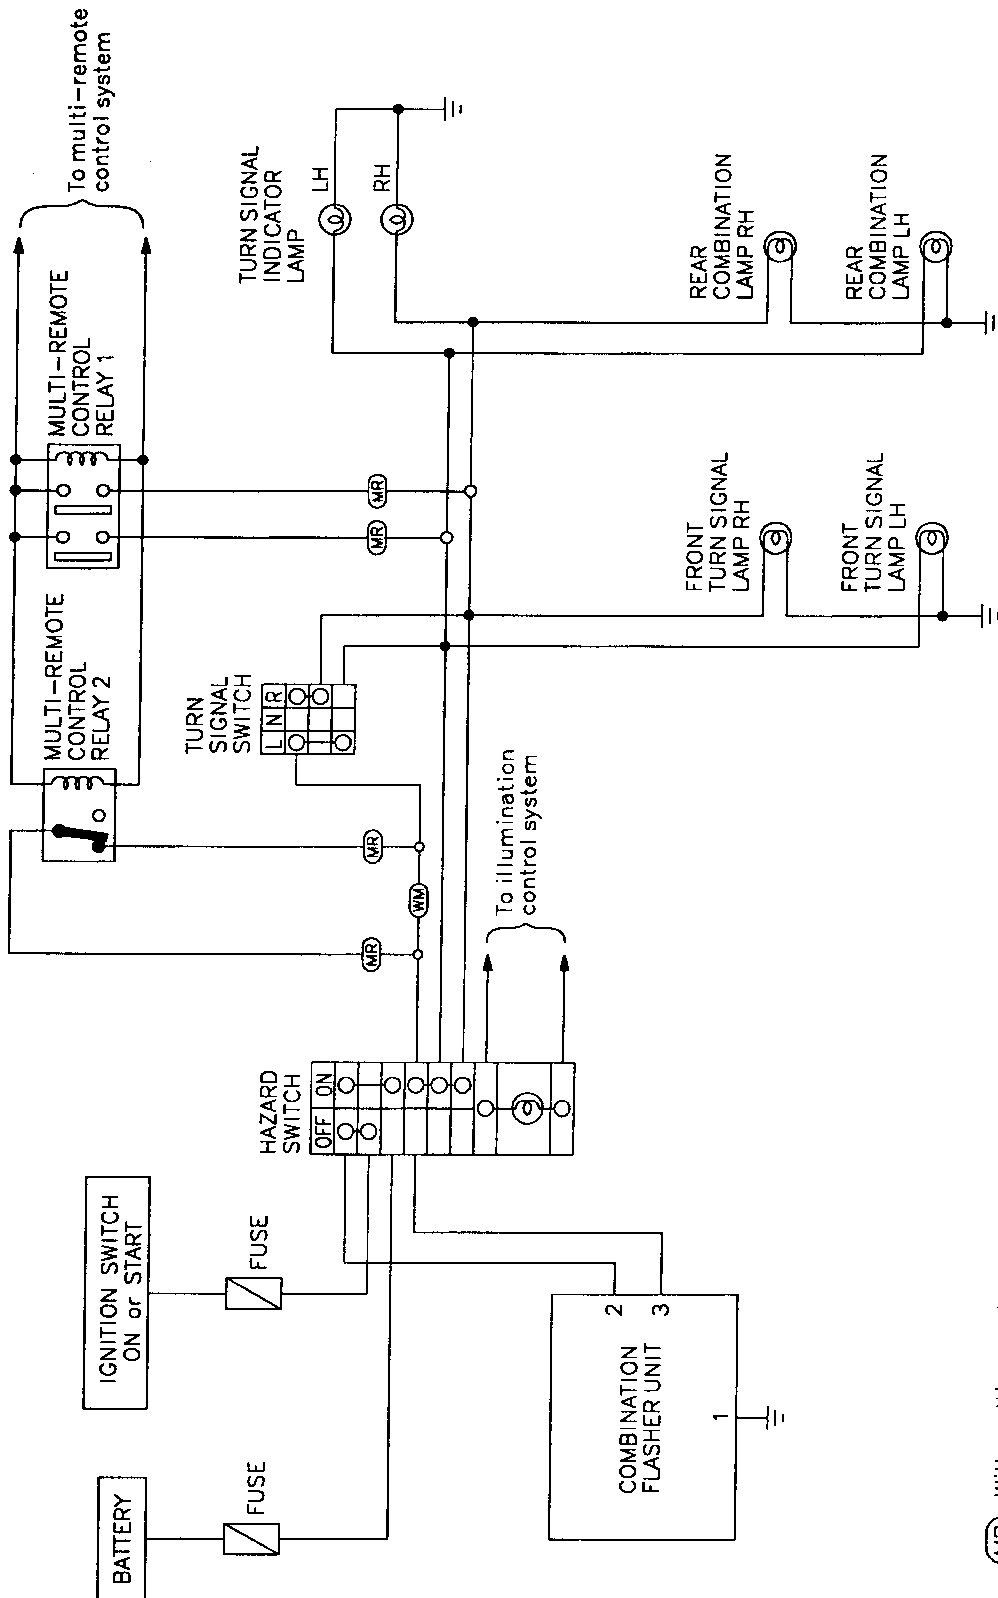 BATTERY
FUSE
IGNITION SWITCH
ON or START
FUSE
COMBINATION
FLASHER UNIT
1
2
3
HAZARD
SWITCH
OFF
ON
MR
MR
WM
To illumination
control system
MULTI-REMOTE
CONTROL
RELAY 2
TURN
SIGNAL
SWITCH
L
N
R
MR
MR
MULTI-REMOTE
CONTROL
RELAY 1
To multi-remote
control system
TURN SIGNAL
INDICATOR
LAMP
LH
RH
FRONT
TURN SIGNAL
LAMP RH
FRONT
TURN SIGNAL
LAMP LH
REAR
COMBINATION
LAMP RH
REAR
COMBINATION
LAMP LH